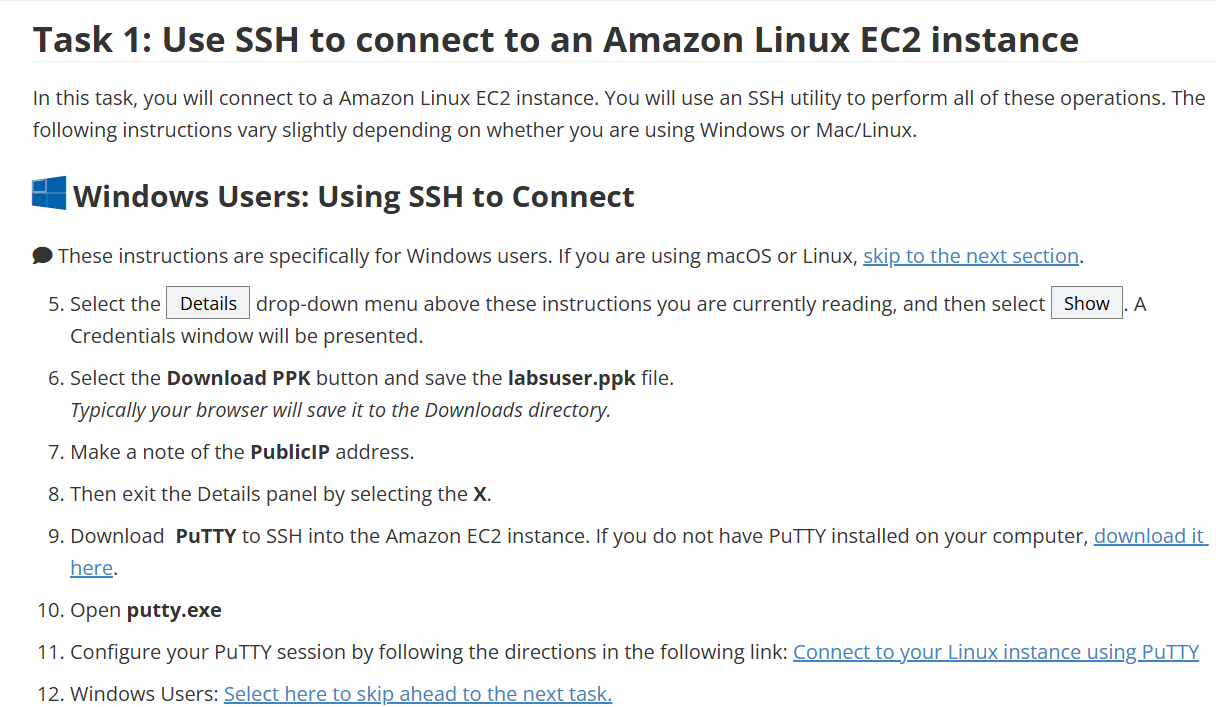 Task 1: Use SSH to connect to an Amazon Linux EC2 instance
In this task, you will connect to a Amazon Linux EC2 instance. You will use an SSH utility to perform all of these operations. The
following instructions vary slightly depending on whether you are using Windows or Mac/Linux.
Windows Users: Using SSH to Connect
These instructions are specifically for Windows users. If you are using macOS or Linux, skip to the next section.
5. Select the Details drop-down menu above these instructions you are currently reading, and then select Show. A
Credentials window will be presented.
6. Select the Download PPK button and save the labsuser.ppk file.
Typically your browser will save it to the Downloads directory.
7. Make a note of the PublicIP address.
8. Then exit the Details panel by selecting the X.
9. Download PuTTY to SSH into the Amazon EC2 instance. If you do not have PuTTY installed on your computer, download it
here.
10. Open putty.exe
11. Configure your PuTTY session by following the directions in the following link: Connect to your Linux instance using PuTTY
12. Windows Users: Select here to skip ahead to the next task.